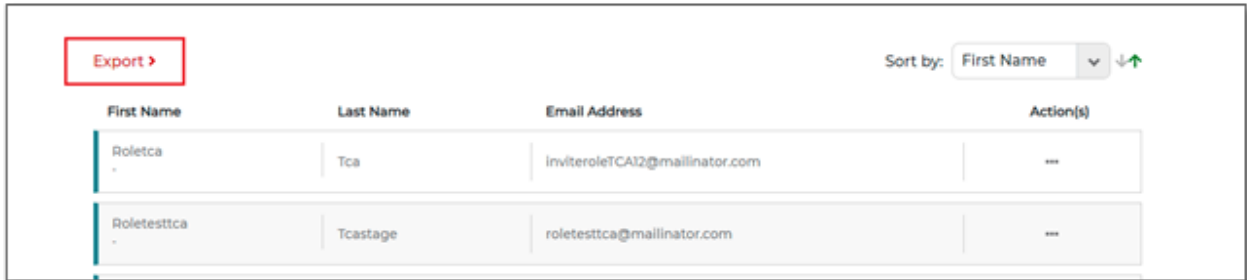 Export >
Sort by: First Name
First Name Last Name Email Address Action(s)
Roletca Tca inviteroleTCA12@mailinator.com ...
-
Roletesttca Tcastage roletesttca@mailinator.com ...
-